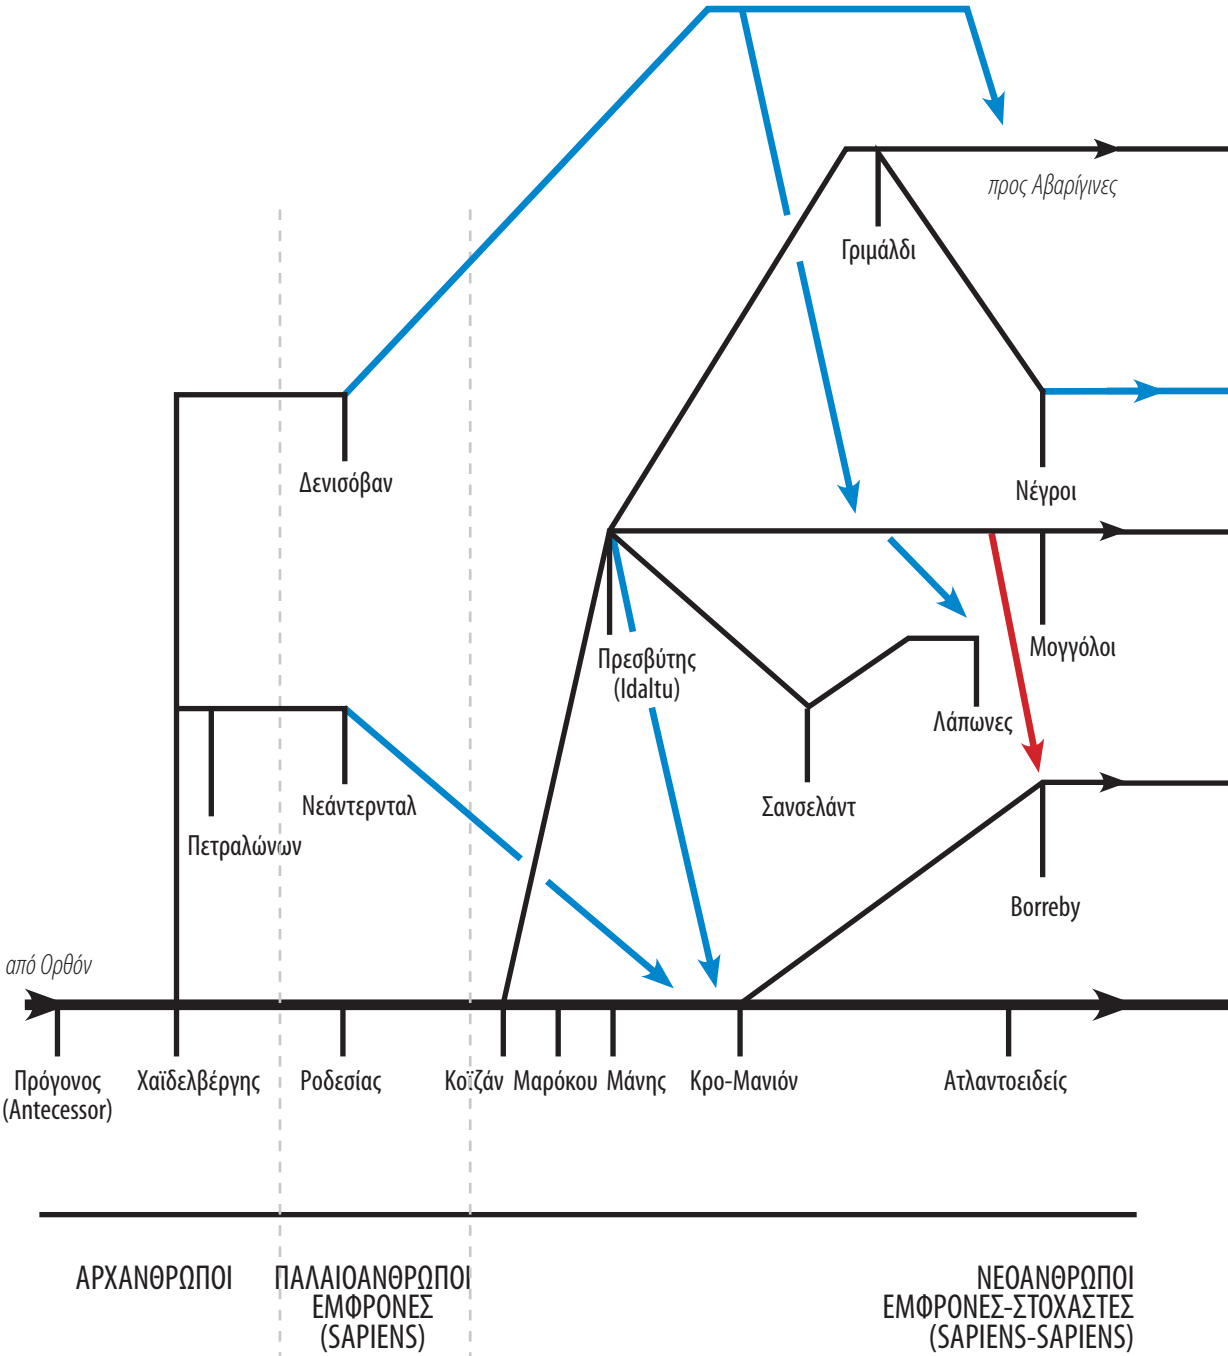 προς Αβαρίγινες
Γριμάλδι
Δενισόβαν
Νέγροι
Πρεσβύτης
(Idaltu)
Μογγόλοι
Λάπωνες
Νεάντερνταλ
Σανσελάντ
Πετραλώνων
Borreby
από Ορθόν
Πρόγονος
(Antecessor)
Χαϊδελβέργης
Ροδεσίας
Κοϊζάν
Μαρόκου
Μάνης
Κρο-Μανιόν
Ατλαντοειδείς
ΑΡΧΑΝΘΡΩΠΟΙ
ΠΑΛΑΙΟΑΝΘΡΩΠΟΙ
ΕΜΦΡΟΝΕΣ
(SAPIENS)
ΝΕΟΑΝΘΡΩΠΟΙ
ΕΜΦΡΟΝΕΣ-ΣΤΟΧΑΣΤΕΣ
(SAPIENS-SAPIENS)